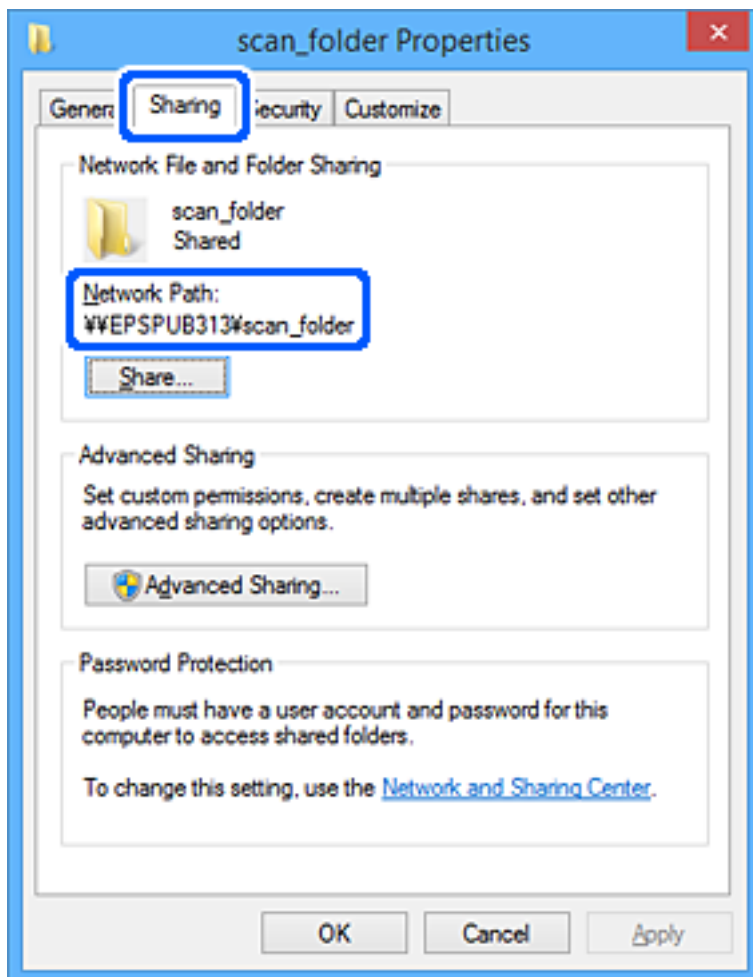 scan_folder Properties
General Sharing Security Customize
Network File and Folder Sharing
scan_folder
Shared
Network Path:
¥¥EPSPUB313¥scan_folder
Share...
Advanced Sharing
Set custom permissions, create multiple shares, and set other
advanced sharing options.
Advanced Sharing...
Password Protection
People must have a user account and password for this
computer to access shared folders.
To change this setting, use the Network and Sharing Center.
OK Cancel Apply